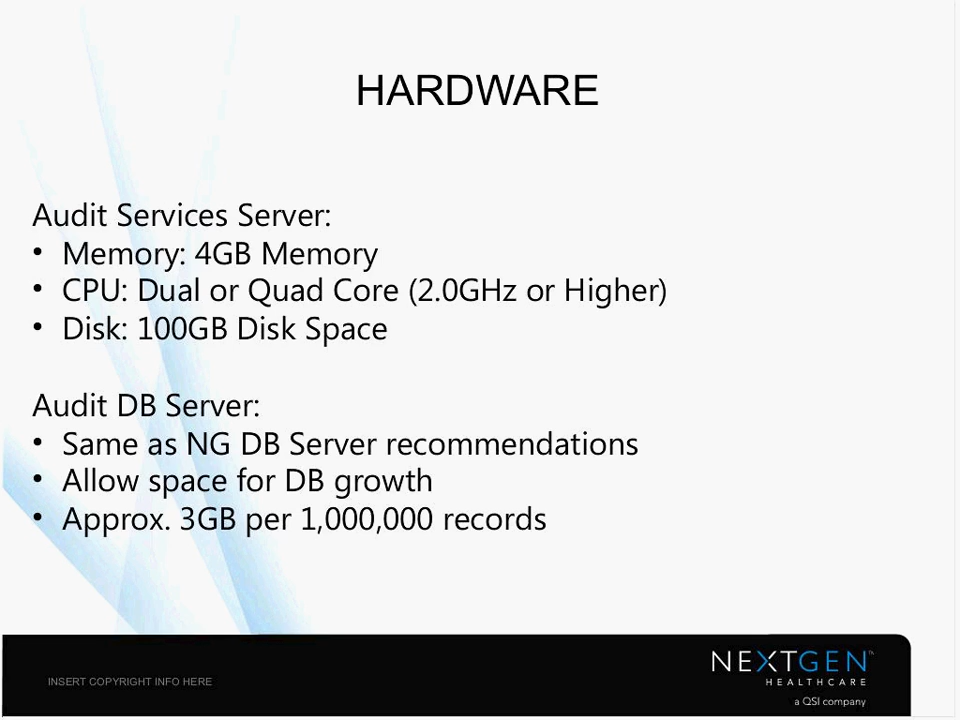 HARDWARE
Audit Services Server:
• Memory: 4GB Memory
• CPU: Dual or Quad Core (2.0GHz or Higher)
• Disk: 100GB Disk Space
Audit DB Server:
• Same as NG DB Server recommendations
• Allow space for DB growth
• Approx. 3GB per 1,000,000 records
INSERT COPYRIGHT INFO HERE
NEXTGEN™
HEALTHCARE
a QSI company